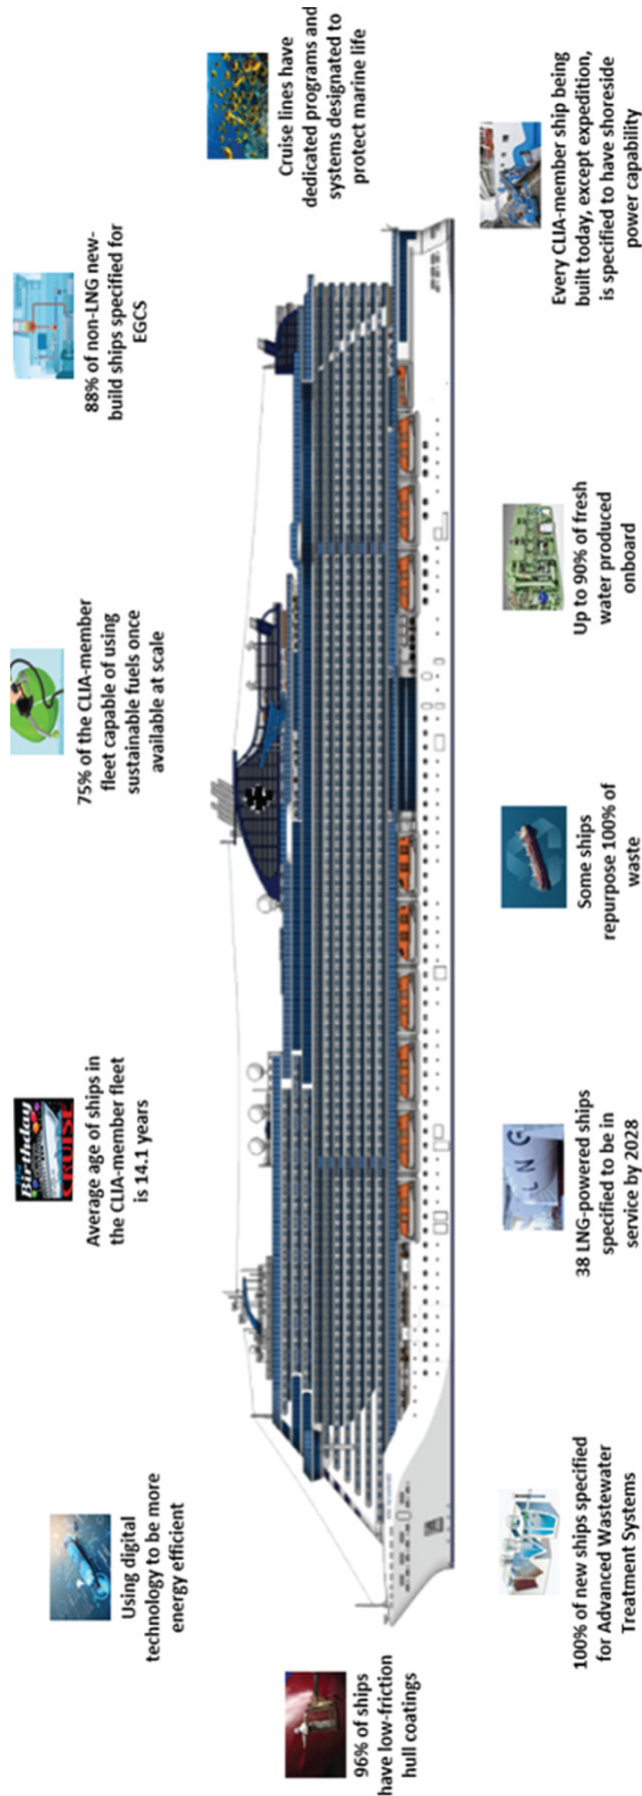 Using digital
technology to be more
energy efficient
Birthday
CRUISE
Average age of ships in
the CLIA-member fleet
is 14.1 years
75% of the CLIA-member
fleet capable of using
sustainable fuels once
available at scale
88% of non-LNG new-
build ships specified for
EGCS
Cruise lines have
dedicated programs and
systems designated to
protect marine life
96% of ships
have low-friction
hull coatings
100% of new ships specified
for Advanced Wastewater
Treatment Systems
LNG
38 LNG-powered ships
specified to be in
service by 2028
Some ships
repurpose 100% of
waste
Up to 90% of fresh
water produced
onboard
Every CLIA-member ship being
built today, except expedition,
is specified to have shoreside
power capability